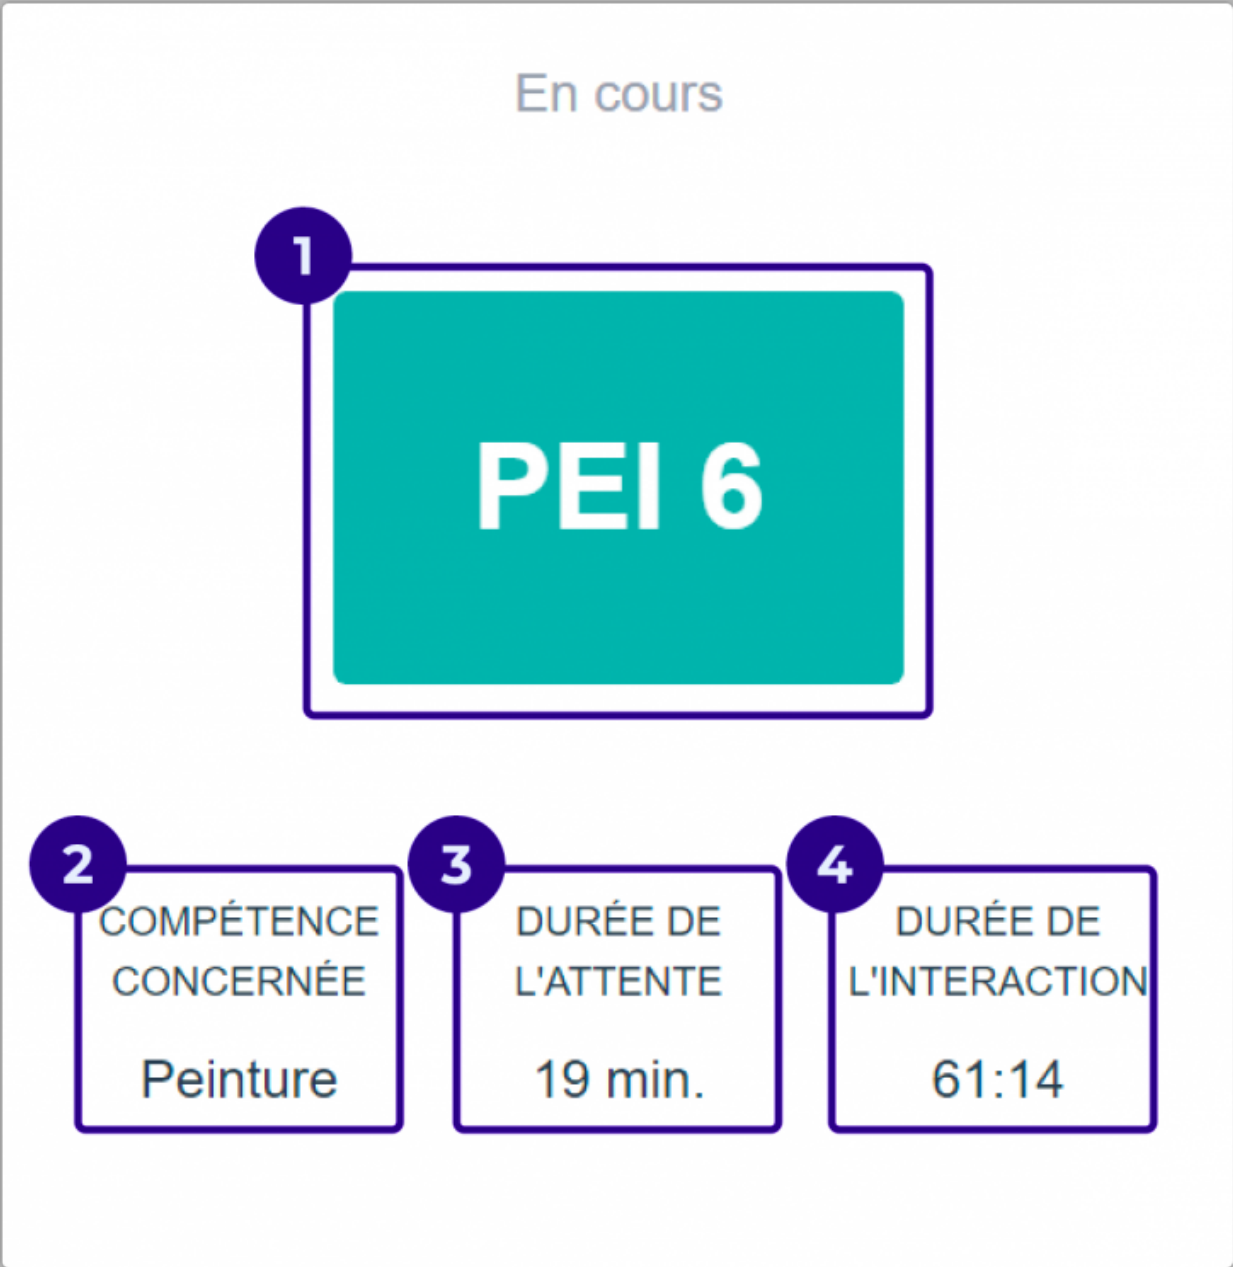 En cours
1
PEI 6
2
COMPÉTENCE
CONCERNÉE
Peinture
3
DURÉE DE
L'ATTENTE
19 min.
4
DURÉE DE
L'INTERACTION
61:14